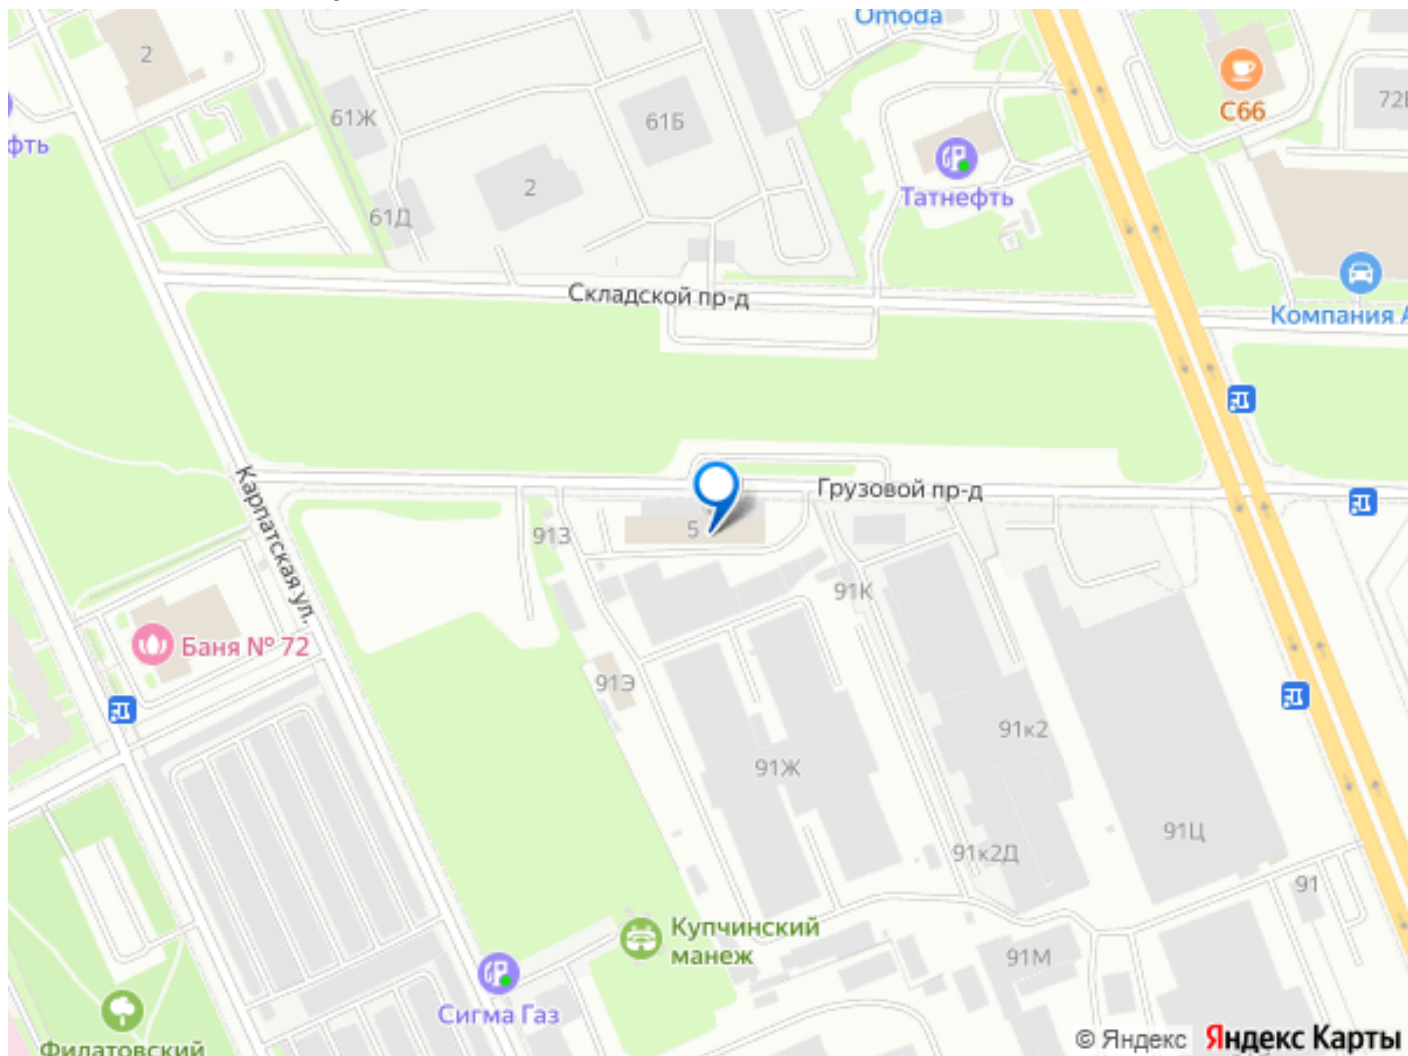 Omoda
2
61Ж
61Б
С66
72
фть
2
Татнефть
61Д
Складской пр-д
Компания
Грузовой пр-д
Карпатская ул.
91З
5
91К
Баня № 72
91Э
91к2
91Ж
91Ц
91к2Д
91
Купчинский
манеж
91М
Сигма Газ
Филатовский
© Яндекс Яндекс Карты